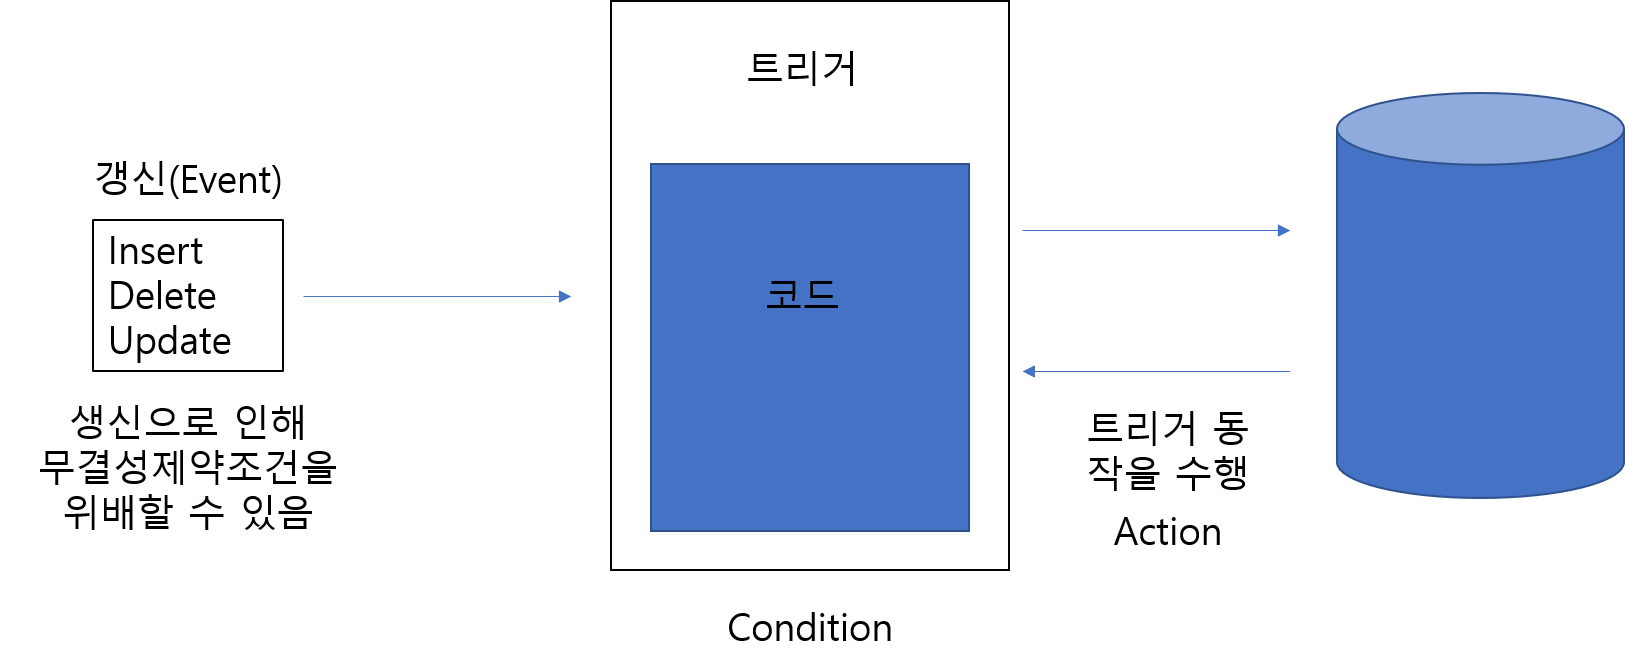 트리거
갱신(Event)
Insert
Delete
Update
생신으로 인해
무결성제약조건을
위배할 수 있음
코드
트리거 동
작을 수행
Action
Condition